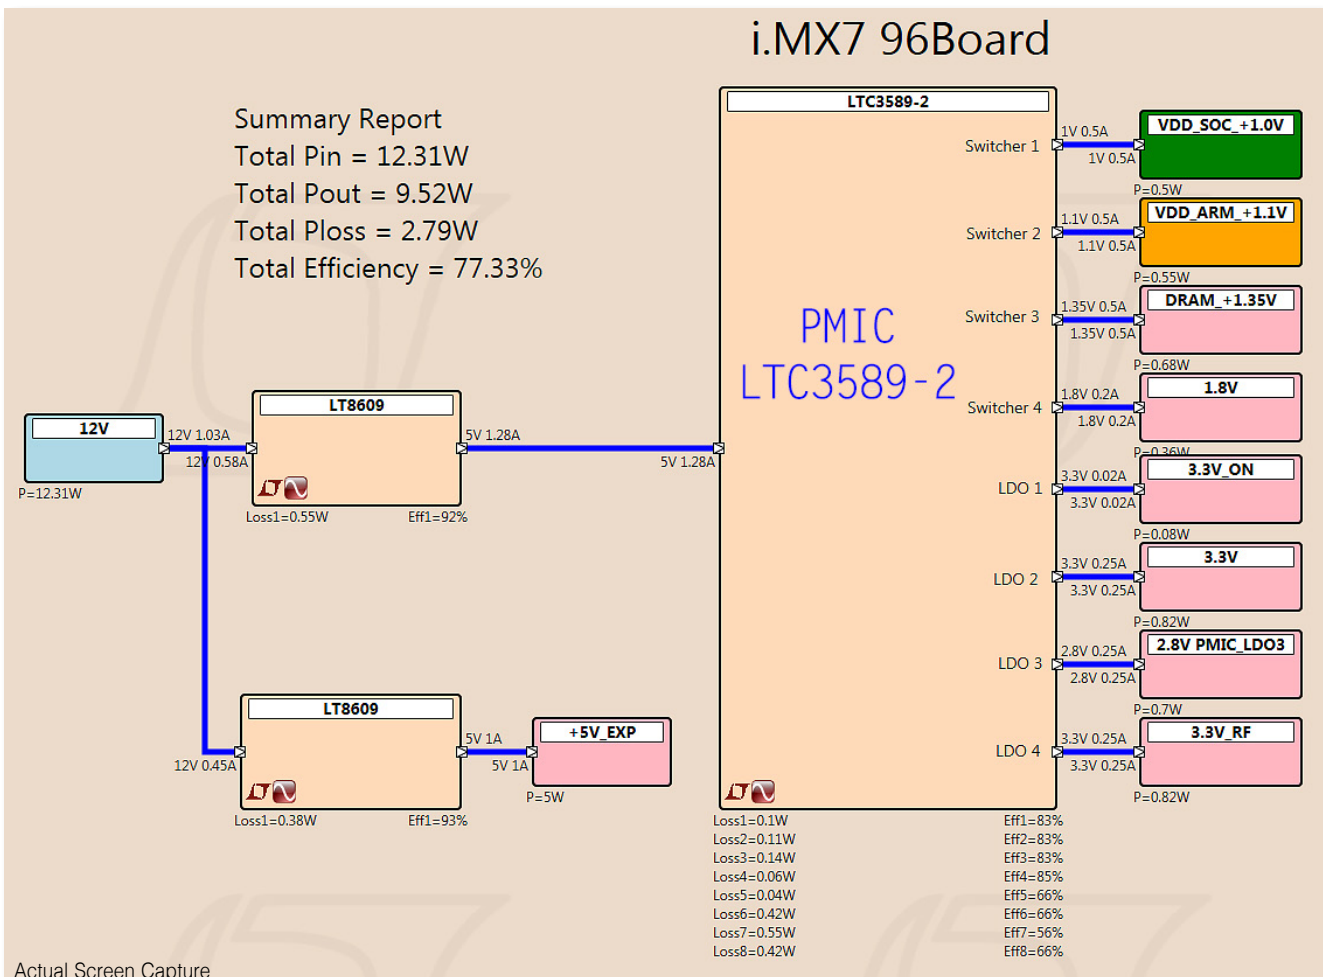 i.MX7 96Board
Summary Report
Total Pin = 12.31W
Total Pout = 9.52W
Total Ploss = 2.79W
Total Efficiency = 77.33%
12V
P=12.31W
12V 1.03A
12V 0.58A
LT8609
LT
Loss1=0.55W
Eff1=92%
5V 1.28A
5V 1.28A
12V 0.45A
LT8609
LT
Loss1=0.38W
Eff1=93%
5V 1A
5V 1A
+5V_EXP
P=5W
LTC3589-2
PMIC
LTC3589-2
LT
Switcher 1
1V 0.5A
1V 0.5A
VDD_SOC_+1.0V
P=0.5W
Switcher 2
1.1V 0.5A
1.1V 0.5A
VDD_ARM_+1.1V
P=0.55W
Switcher 3
1.35V 0.5A
1.35V 0.5A
DRAM_+1.35V
P=0.68W
Switcher 4
1.8V 0.2A
1.8V 0.2A
1.8V
P=0.36W
LDO 1
3.3V 0.02A
3.3V 0.02A
3.3V_ON
P=0.08W
LDO 2
3.3V 0.25A
3.3V 0.25A
3.3V
P=0.82W
LDO 3
2.8V 0.25A
2.8V 0.25A
2.8V PMIC_LDO3
P=0.7W
LDO 4
3.3V 0.25A
3.3V 0.25A
3.3V_RF
P=0.82W
Loss1=0.1W
Eff1=83%
Loss2=0.11W
Eff2=83%
Loss3=0.14W
Eff3=83%
Loss4=0.06W
Eff4=85%
Loss5=0.04W
Eff5=66%
Loss6=0.42W
Eff6=66%
Loss7=0.55W
Eff7=56%
Loss8=0.42W
Eff8=66%
Actual Screen Capture